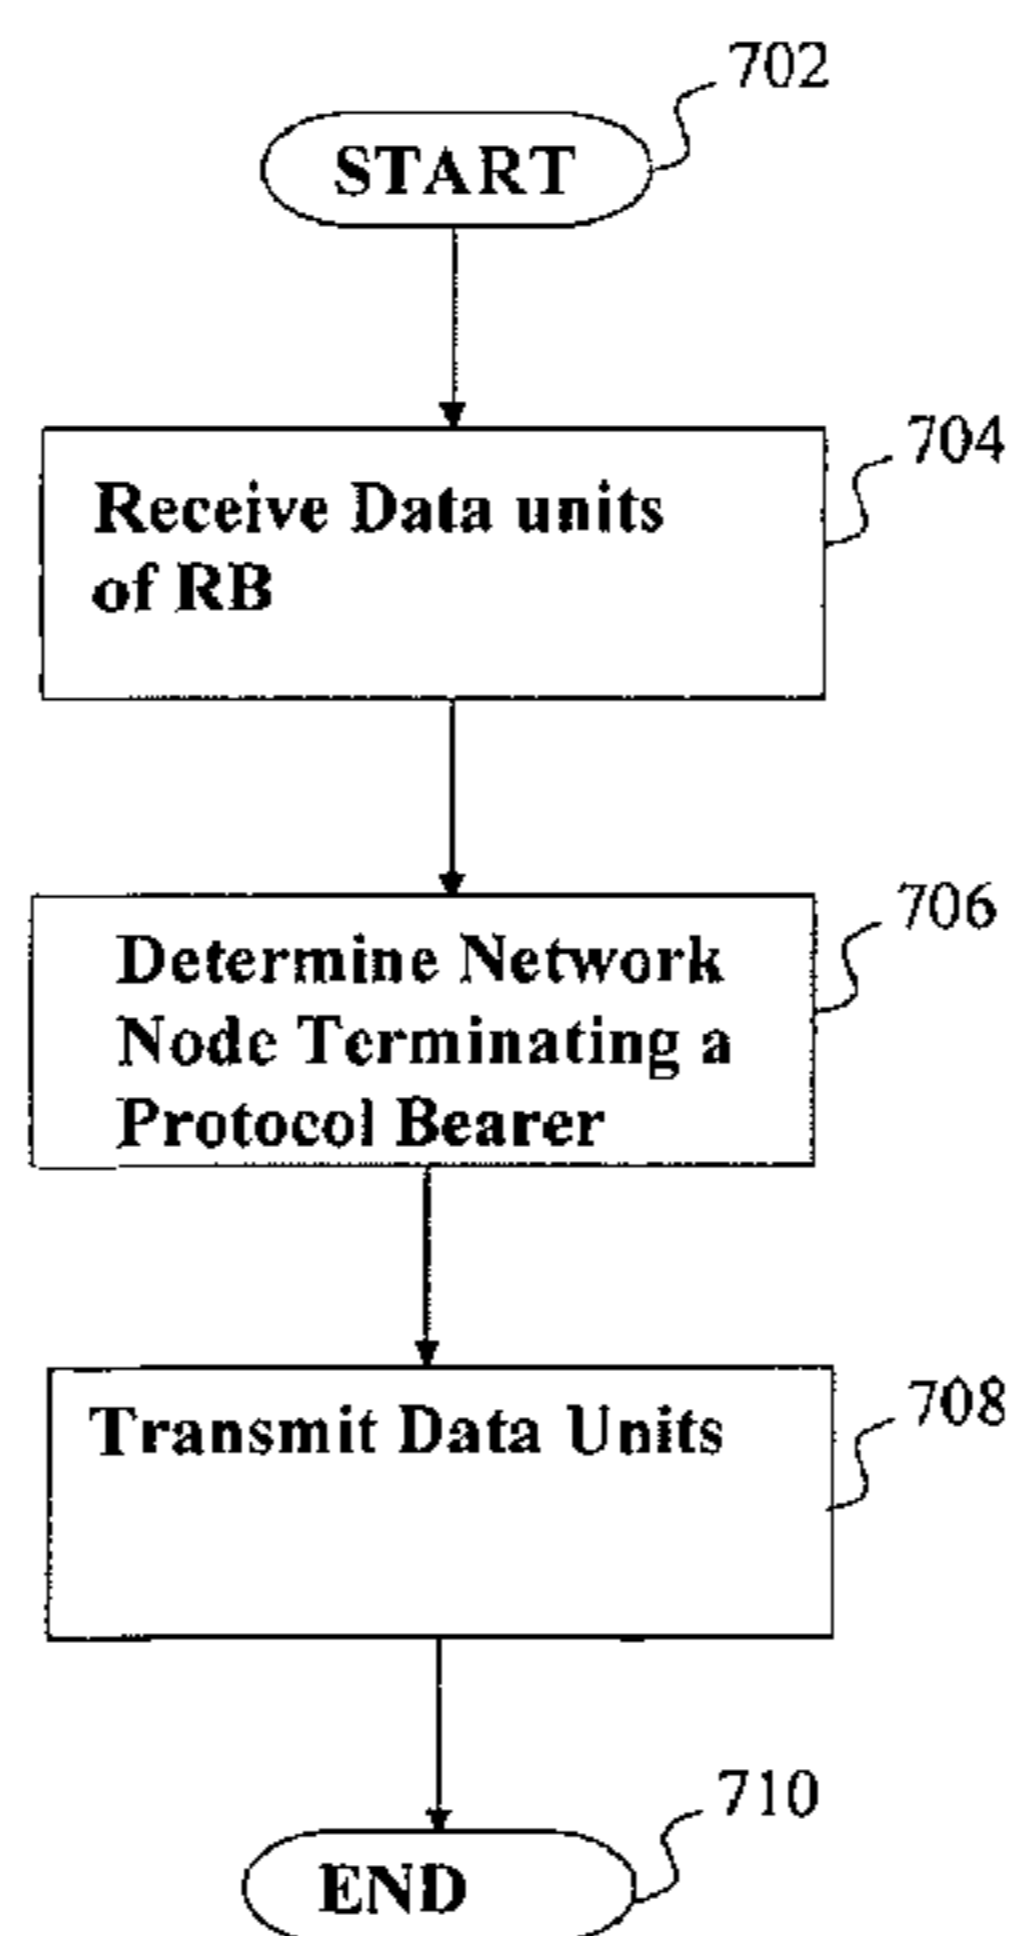 702
START
704
Receive Data units
of RB
706
Determine Network
Node Terminating a
Protocol Bearer
708
Transmit Data Units
710
END